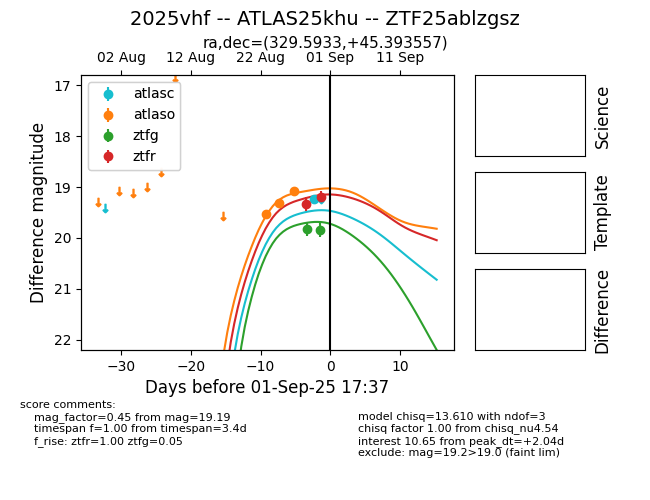 2025vhf -- ATLAS25khu -- ZTF25ablzgsz
ra,dec=(329.5933,+45.393557)
02 Aug 12 Aug 22 Aug 01 Sep 11 Sep
atlasc
atlaso
ztfg
ztfr
17
18
19
20
21
22
Difference magnitude
−30 −20 −10 0 10
Days before 01-Sep-25 17:37
Science
Template
Difference
score comments:
mag_factor=0.45 from mag=19.19
timespan f=1.00 from timespan=3.4d
f_rise: ztfr=1.00 ztfg=0.05
model chisq=13.610 with ndof=3
chisq factor 1.00 from chisq_nu4.54
interest 10.65 from peak_dt=+2.04d
exclude: mag=19.2>19.0 (faint lim)